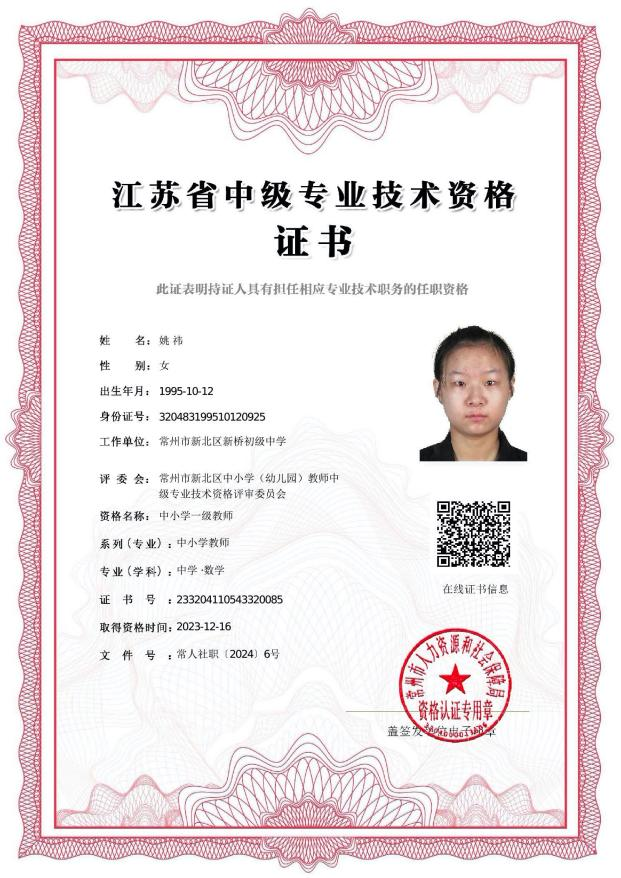 江苏省中级专业技术资格
证书
此证表明持证人具有担任相应专业技术职务的任职资格
姓 名：姚祎
性 别：女
出生年月：1995-10-12
身份证号：320483199510120925
工作单位：常州市新北区新桥初级中学
评 委 会：常州市新北区中小学（幼儿园）教师中
级专业技术资格评审委员会
资格名称：中小学一级教师
系列(专业)：中小学教师
专业(学科)：中学·数学
证 书 号：233204110543320085
取得资格时间：2023-12-16
文 件 号：常人社职〔2024〕6号
在线证书信息
常州市人力资源和社会保障局
资格认证专用章